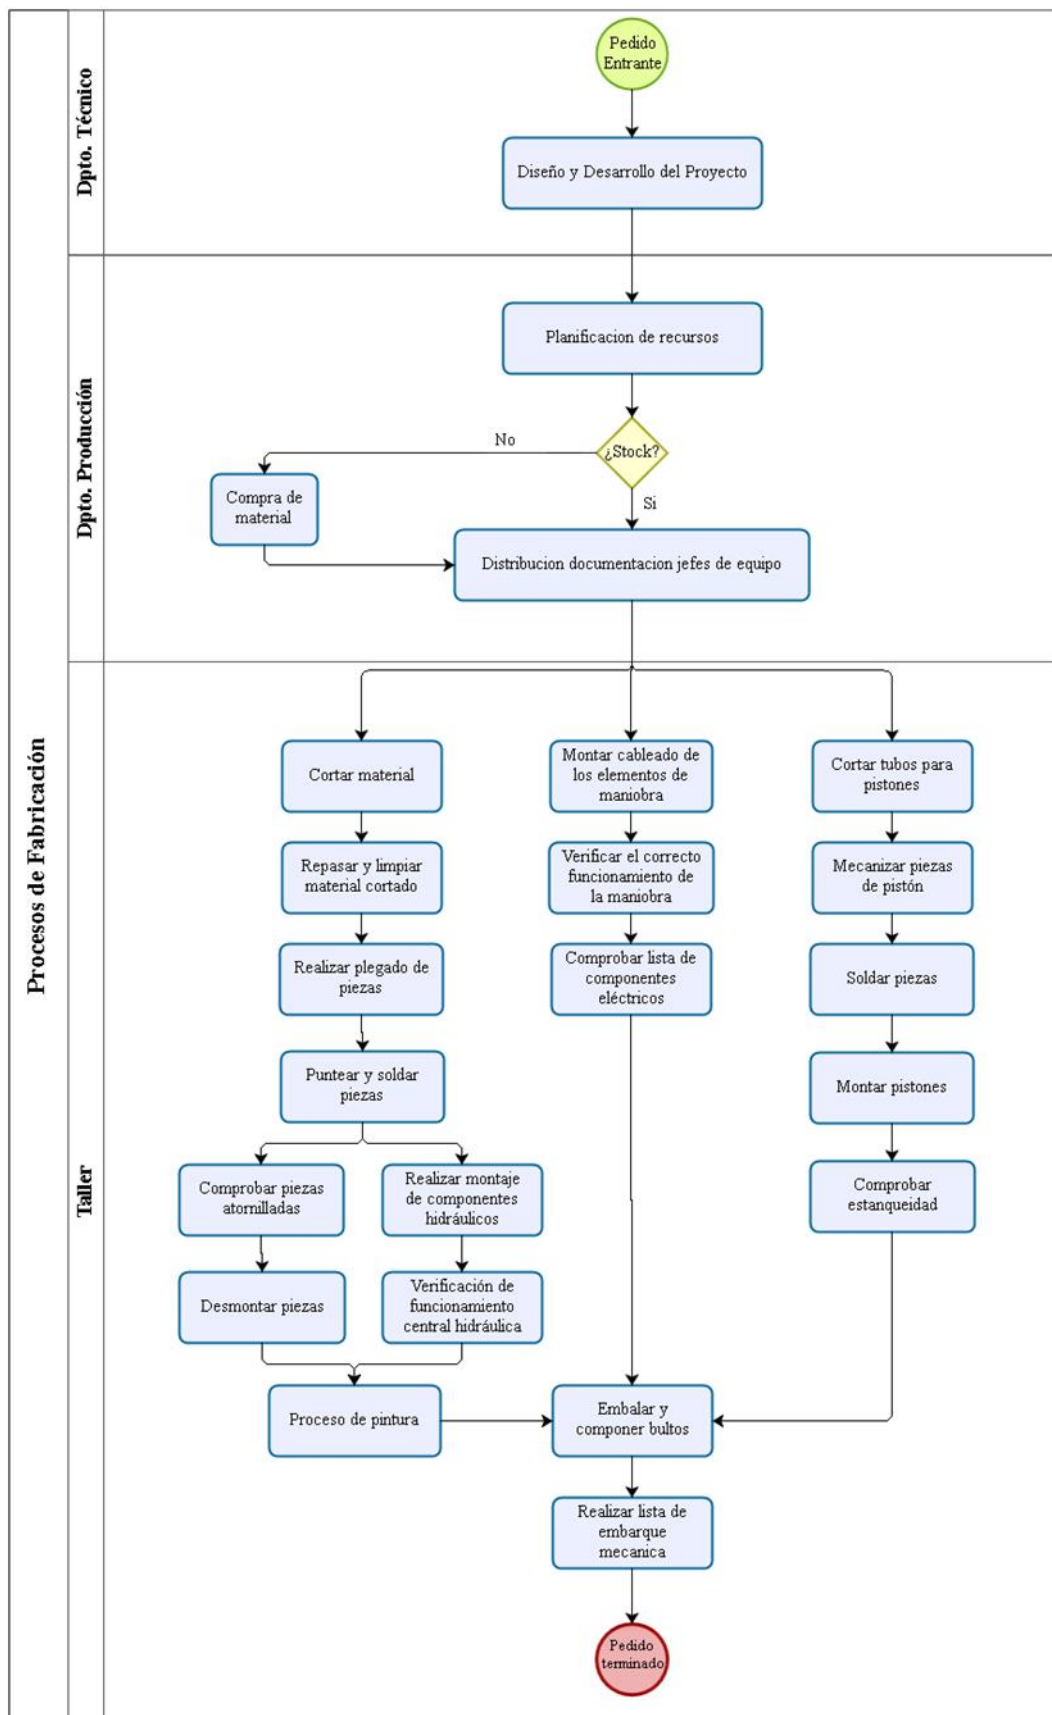 Procesos de Fabricación
Dpto. Técnico
Pedido
Entrante
Diseño y Desarrollo del Proyecto
Dpto. Producción
Planificacion de recursos
¿Stock?
No
Si
Compra de
material
Distribucion documentacion jefes de equipo
Taller
Cortar material
Montar cableado de
los elementos de
maniobra
Cortar tubos para
pistones
Repasar y limpiar
material cortado
Verificar el correcto
funcionamiento de
la maniobra
Mecanizar piezas
de pistón
Realizar plegado de
piezas
Comprobar lista de
componentes
eléctricos
Soldar piezas
Puntear y soldar
piezas
Montar pistones
Comprobar piezas
atornilladas
Realizar montaje
de componentes
hidráulicos
Comprobar
estanqueidad
Desmontar piezas
Verificación de
funcionamiento
central hidráulica
Proceso de pintura
Embalar y
componer bultos
Realizar lista de
embarque
mecanica
Pedido
terminado